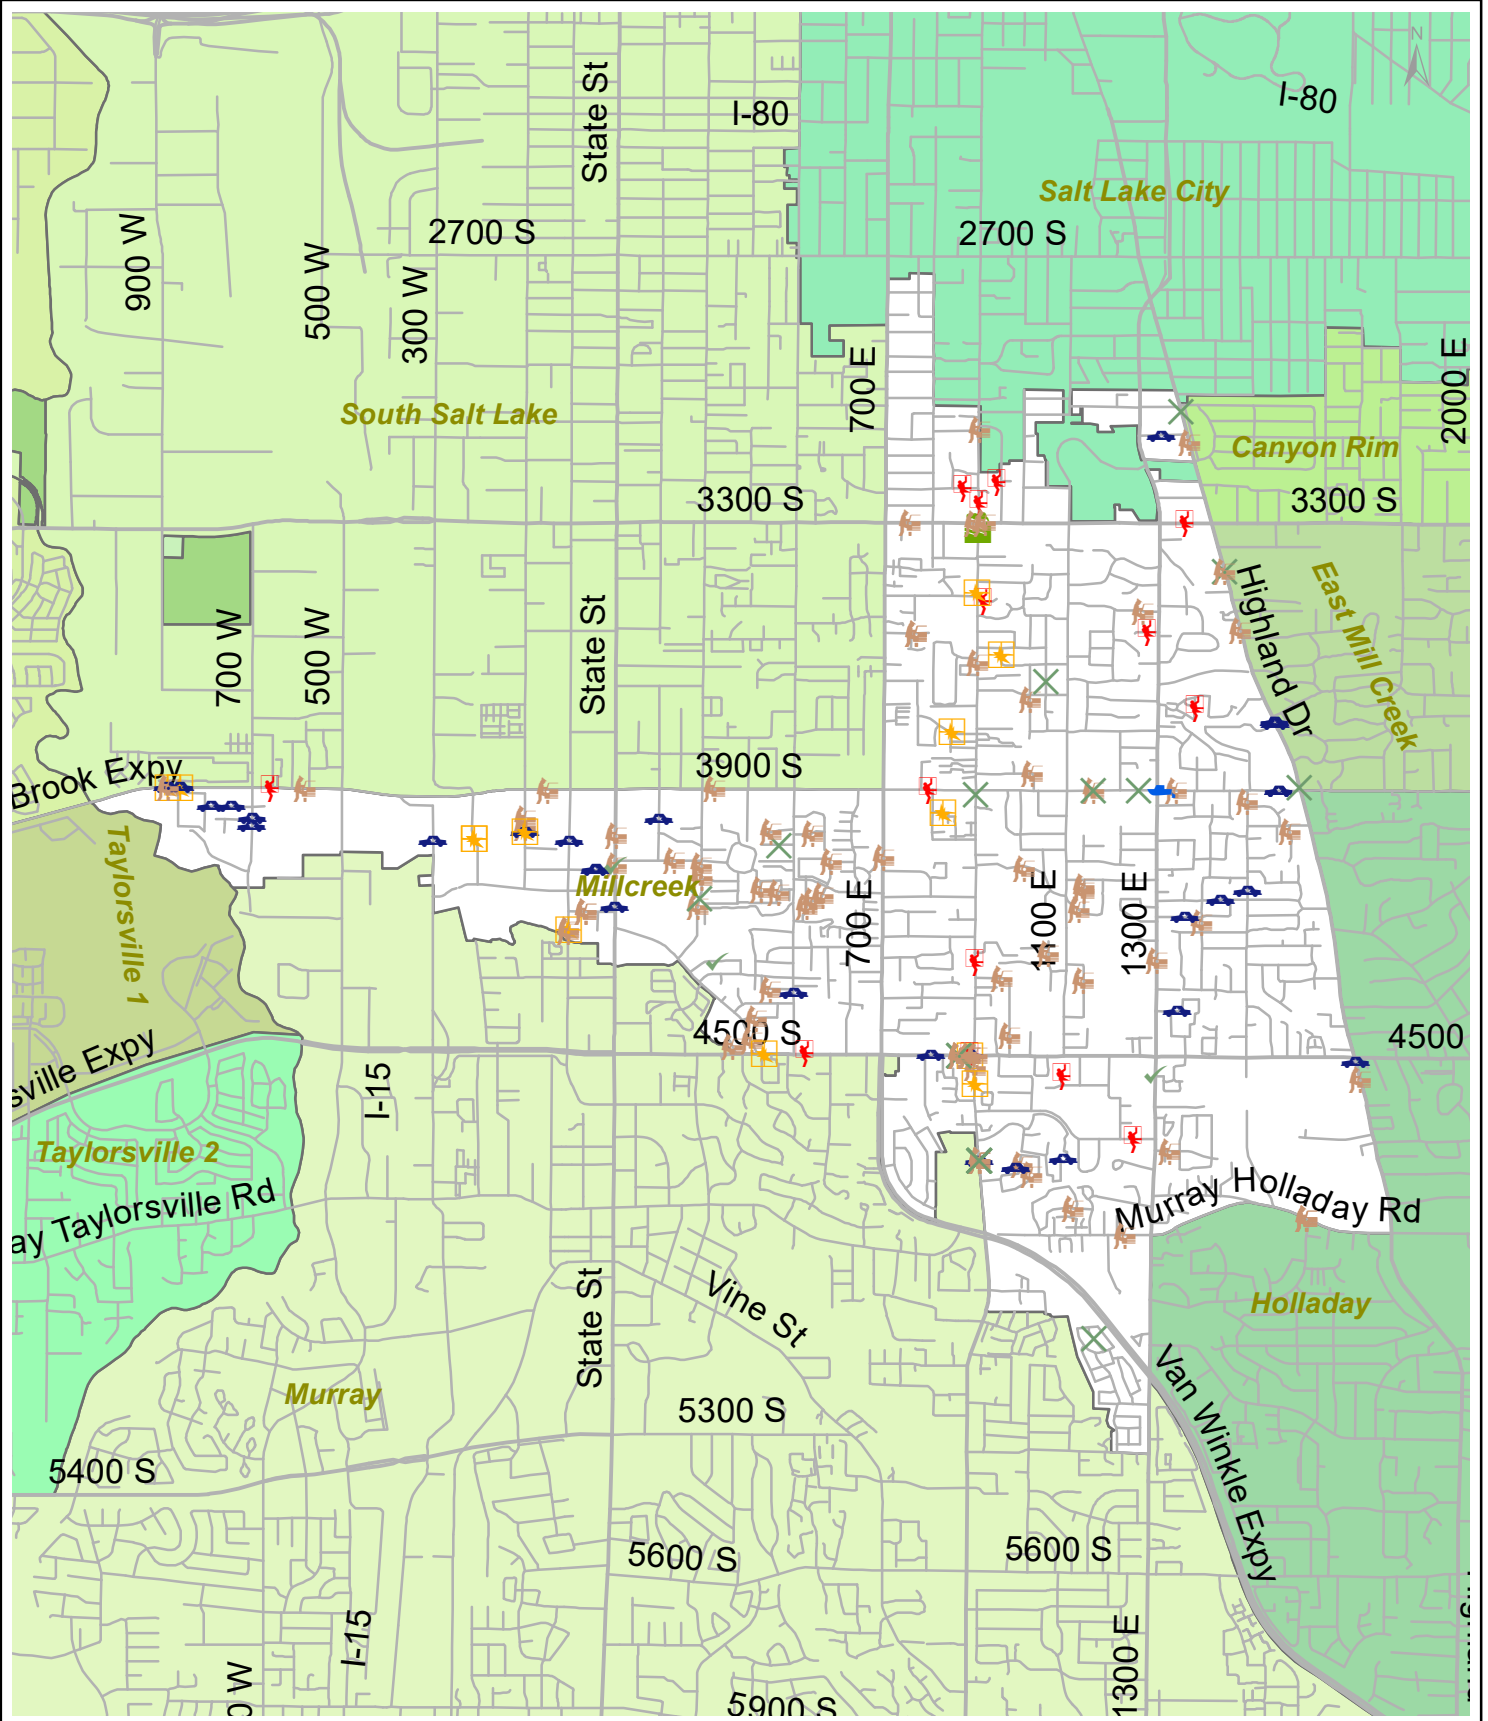 N
State St
I-80
I-80
Salt Lake City
900 W
2700 S
2700 S
500 W
300 W
700 E
2000 E
South Salt Lake
Canyon Rim
3300 S
3300 S
Highland Dr
East Mill Creek
700 W
500 W
State St
3900 S
Brook Expy
Taylorsville 1
Millcreek
700 E
1100 E
1300 E
4500 S
4500
sville Expy
I-15
Taylorsville 2
ay Taylorsville Rd
Murray Holladay Rd
State St
Vine St
Holladay
Murray
5300 S
Van Winkle Expy
5400 S
5600 S
5600 S
I-15
1300 E
0 W
5900 S